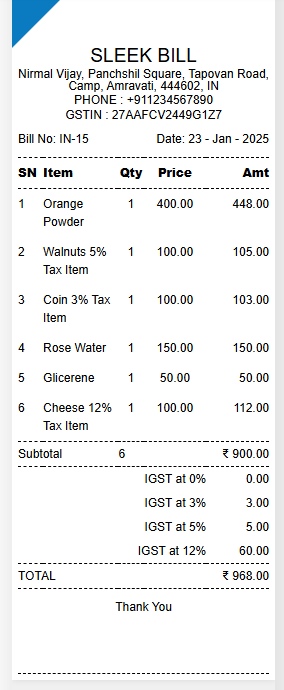 SLEEK BILL
Nirmal Vijay, Panchshil Square, Tapovan Road,
Camp, Amravati, 444602, IN
PHONE : +911234567890
GSTIN : 27AAFCV2449G1Z7
Bill No: IN-15 Date: 23 - Jan - 2025
SN Item Qty Price Amt
1 Orange 1 400.00 448.00
Powder
2 Walnuts 5% 1 100.00 105.00
Tax Item
3 Coin 3% Tax 1 100.00 103.00
Item
4 Rose Water 1 150.00 150.00
5 Glicerene 1 50.00 50.00
6 Cheese 12% 1 100.00 112.00
Tax Item
Subtotal 6 ₹ 900.00
IGST at 0% 0.00
IGST at 3% 3.00
IGST at 5% 5.00
IGST at 12% 60.00
TOTAL ₹ 968.00
Thank You